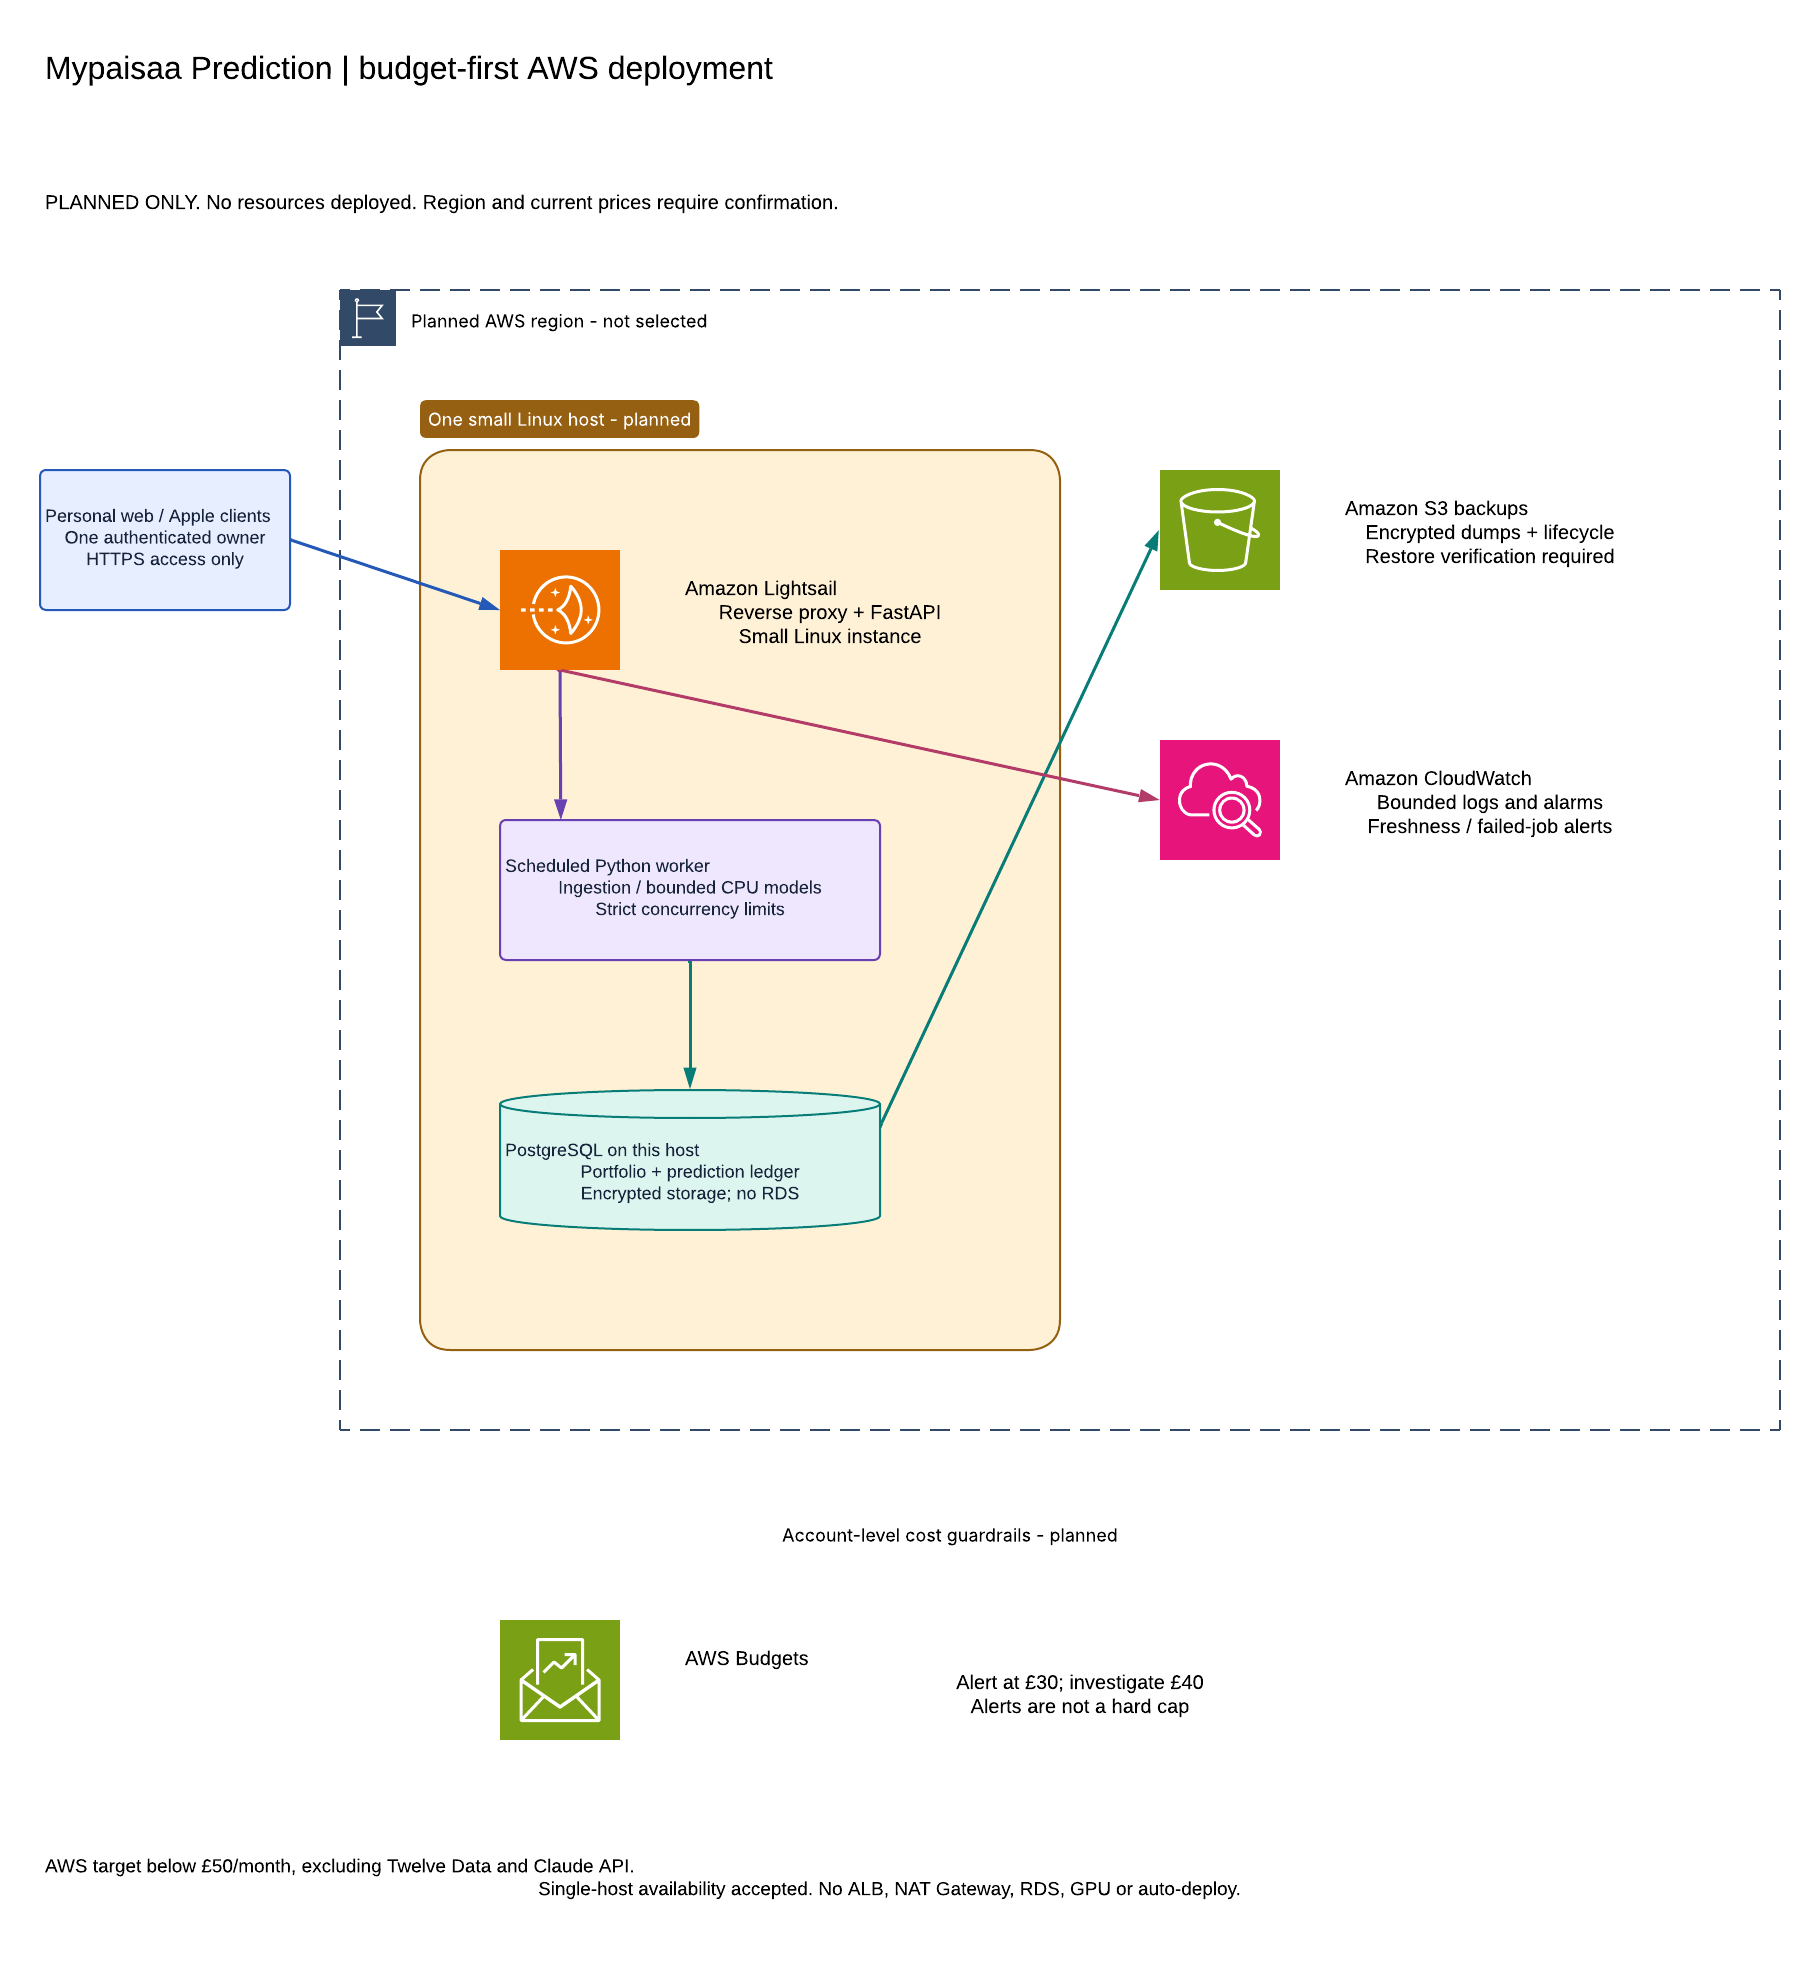 Mypaisaa Prediction | budget-first AWS deployment
PLANNED ONLY. No resources deployed. Region and current prices require confirmation.
Planned AWS region - not selected
One small Linux host - planned
Personal web / Apple clients
One authenticated owner
HTTPS access only
Amazon Lightsail
Reverse proxy + FastAPI
Small Linux instance
Amazon S3 backups
Encrypted dumps + lifecycle
Restore verification required
Amazon CloudWatch
Bounded logs and alarms
Freshness / failed-job alerts
Scheduled Python worker
Ingestion / bounded CPU models
Strict concurrency limits
PostgreSQL on this host
Portfolio + prediction ledger
Encrypted storage; no RDS
Account-level cost guardrails - planned
AWS Budgets
Alert at £30; investigate £40
Alerts are not a hard cap
AWS target below £50/month, excluding Twelve Data and Claude API.
Single-host availability accepted. No ALB, NAT Gateway, RDS, GPU or auto-deploy.